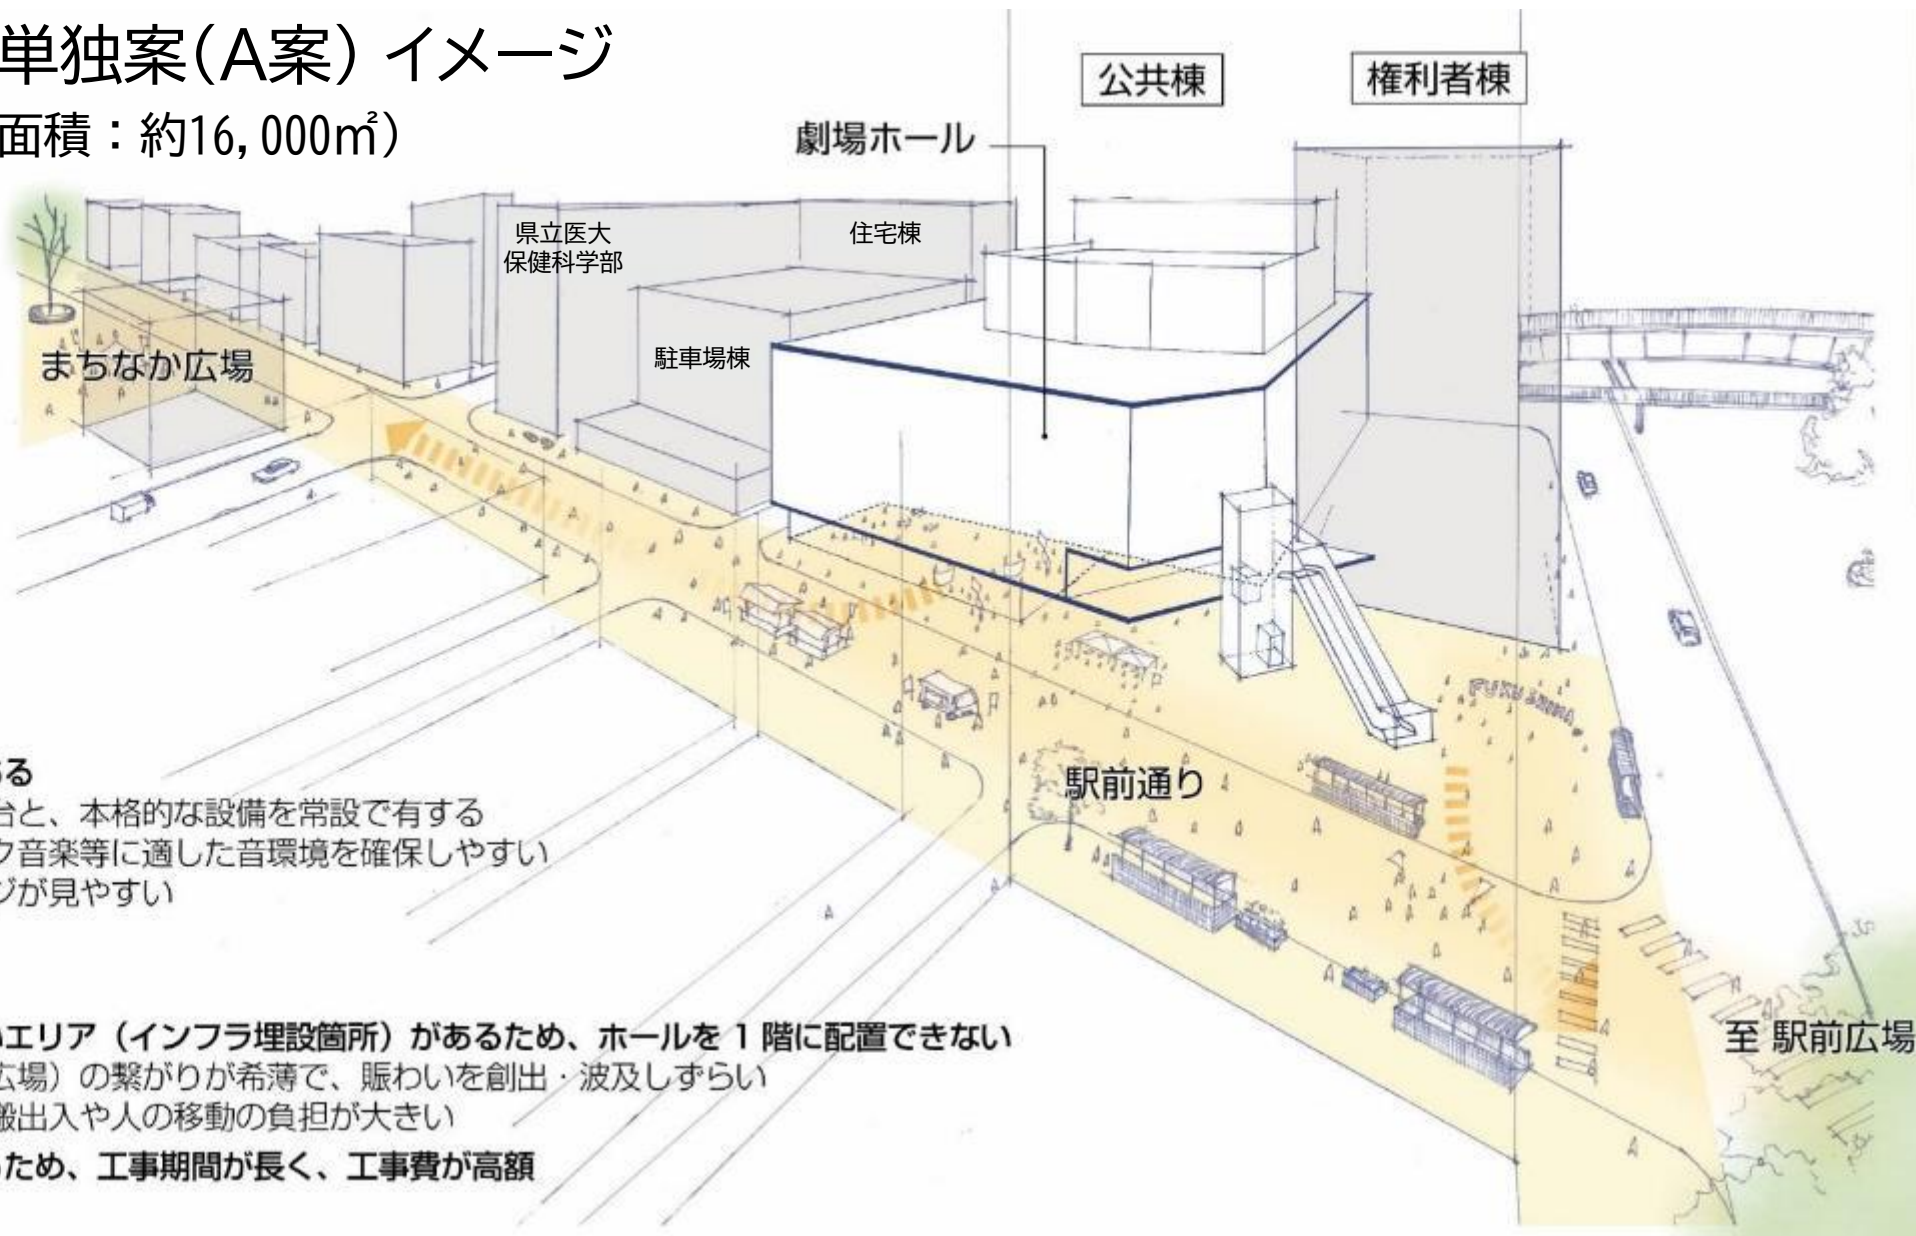 単独案(A案) イメージ
面積：約16,000㎡)
公共棟
権利者棟
劇場ホール
県立医大
保健科学部
住宅棟
駐車場棟
まちなか広場
FUKUSHIMA
駅前通り
ある
台と、本格的な設備を常設で有する
ク音楽等に適した音環境を確保しやすい
ジが見やすい
いエリア（インフラ埋設箇所）があるため、ホールを 1 階に配置できない
広場）の繋がりが希薄で、賑わいを創出・波及しずらい
搬出入や人の移動の負担が大きい
るため、工事期間が長く、工事費が高額
至 駅前広場